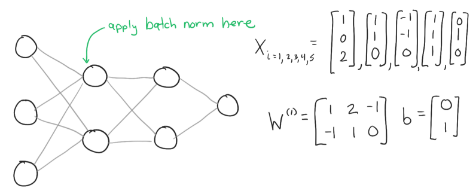 apply batch norm here
X i=1,2,3,4,5 = [1 0 2], [1 1 0], [-1 -1 0], [1 1 1], [0 1 0]
W⁽¹⁾ = [1 2 -1 -1 1 0] b = [0 1]